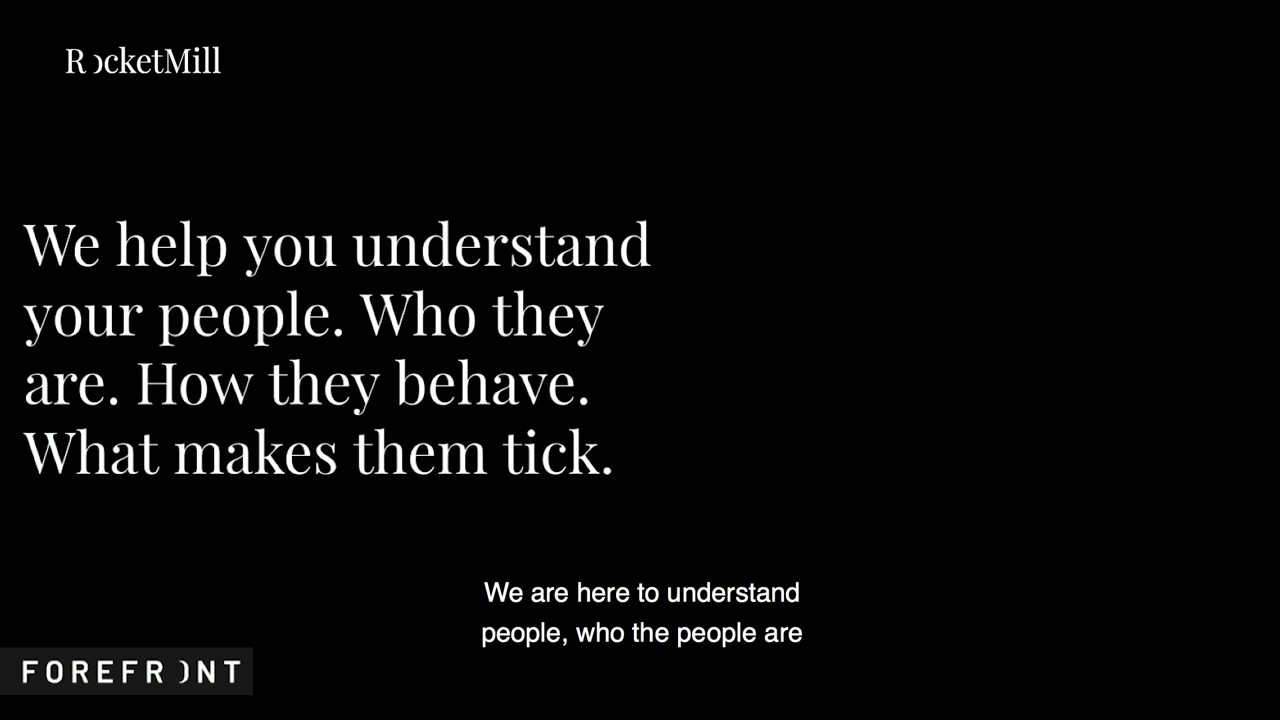 RocketMill
We help you understand
your people. Who they
are. How they behave.
What makes them tick.
We are here to understand
people, who the people are
FOREFRONT